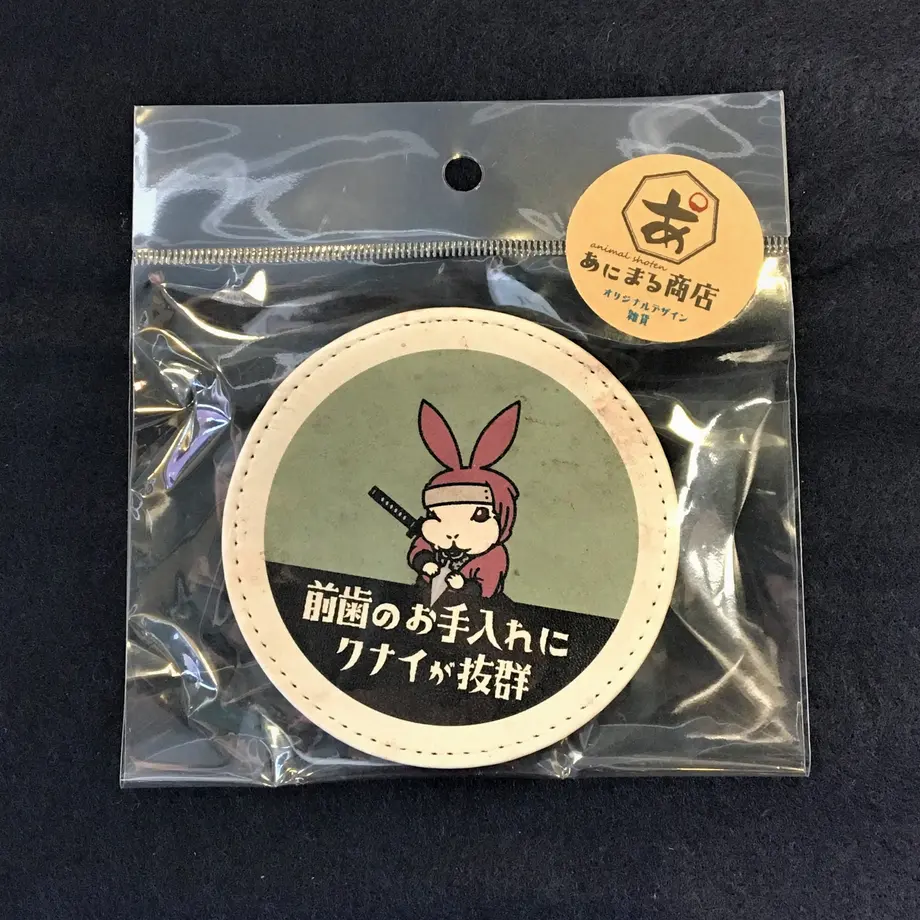 あ
animal shoten
あにまる商店
オリジナルデザイン
雑貨
前歯のお手入れに
クナイが抜群